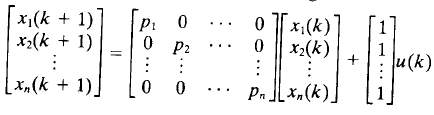 [x₁(k + 1)] = [p₁ 0 ··· 0] [x₁(k)] + [1] u(k)
[x₂(k + 1)] [0 p₂ ··· 0] [x₂(k)] [1]
[⋮] [⋮ ⋮ ⋮] [⋮] [⋮]
[xₙ(k + 1)] [0 0 ··· pₙ] [xₙ(k)] [1]